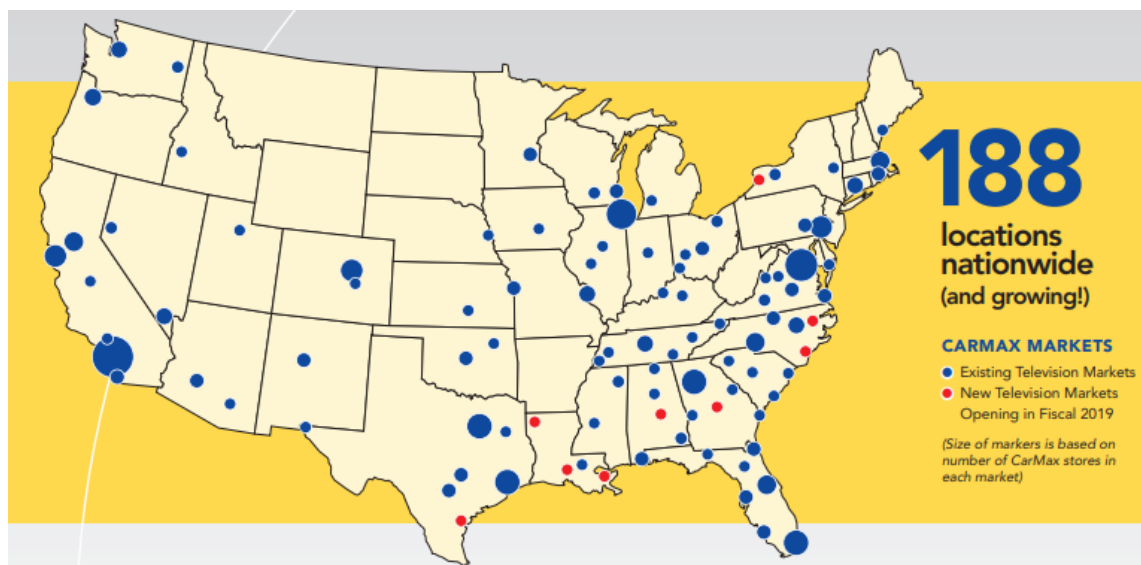 188
locations
nationwide
(and growing!)
CARMAX MARKETS
Existing Television Markets
New Television Markets
Opening in Fiscal 2019
(Size of markers is based on
number of CarMax stores in
each market)